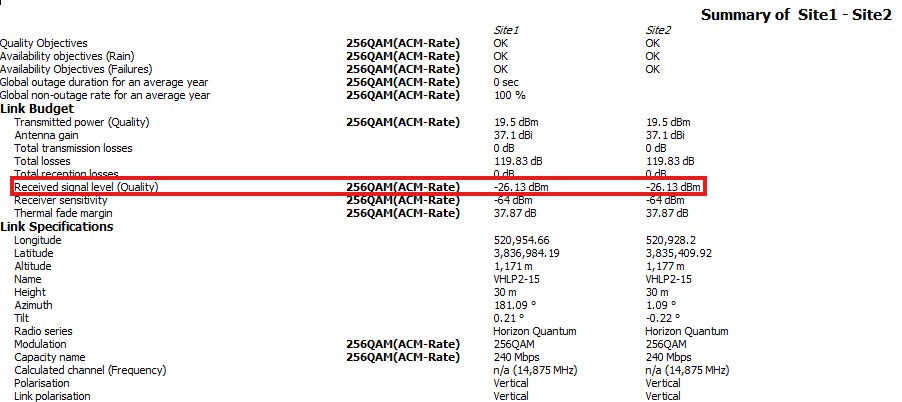 Summary of Site1 - Site2
Site1 Site2
Quality Objectives 256QAM(ACM-Rate) OK OK
Availability objectives (Rain) 256QAM(ACM-Rate) OK OK
Availability Objectives (Failures) 256QAM(ACM-Rate) OK OK
Global outage duration for an average year 256QAM(ACM-Rate) 0 sec
Global non-outage rate for an average year 256QAM(ACM-Rate) 100 %
Link Budget
Transmitted power (Quality) 256QAM(ACM-Rate) 19.5 dBm 19.5 dBm
Antenna gain 37.1 dBi 37.1 dBi
Total transmission losses 0 dB 0 dB
Total losses 119.83 dB 119.83 dB
Total reception losses 0 dB 0 dB
Received signal level (Quality) 256QAM(ACM-Rate) -26.13 dBm -26.13 dBm
Receiver sensitivity 256QAM(ACM-Rate) -64 dBm -64 dBm
Thermal fade margin 256QAM(ACM-Rate) 37.87 dB 37.87 dB
Link Specifications
Longitude 520,954.66 520,928.2
Latitude 3,836,984.19 3,835,409.92
Altitude 1,171 m 1,177 m
Name VHLP2-15 VHLP2-15
Height 30 m 30 m
Azimuth 181.09 ° 1.09 °
Tilt 0.21 ° -0.22 °
Radio series Horizon Quantum Horizon Quantum
Modulation 256QAM(ACM-Rate) 256QAM 256QAM
Capacity name 256QAM(ACM-Rate) 240 Mbps 240 Mbps
Calculated channel (Frequency) n/a (14,875 MHz) n/a (14,875 MHz)
Polarisation Vertical Vertical
Link polarisation Vertical Vertical